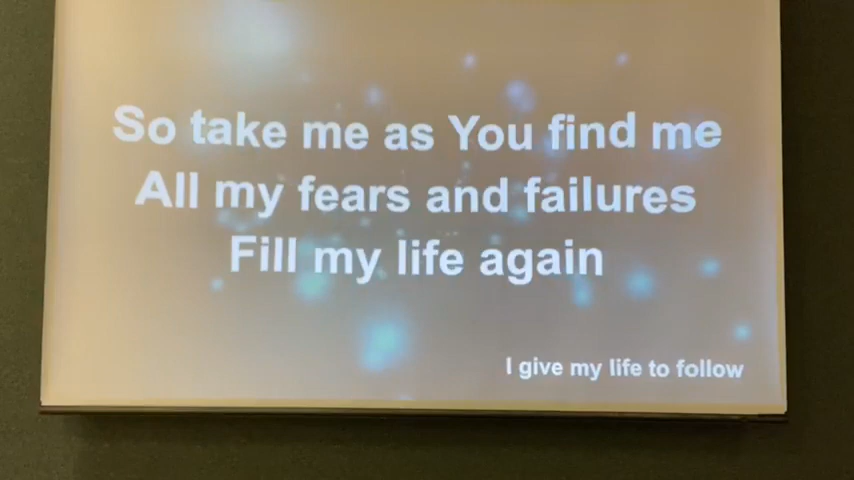 So take me as You find me
All my fears and failures
Fill my life again
I give my life to follow